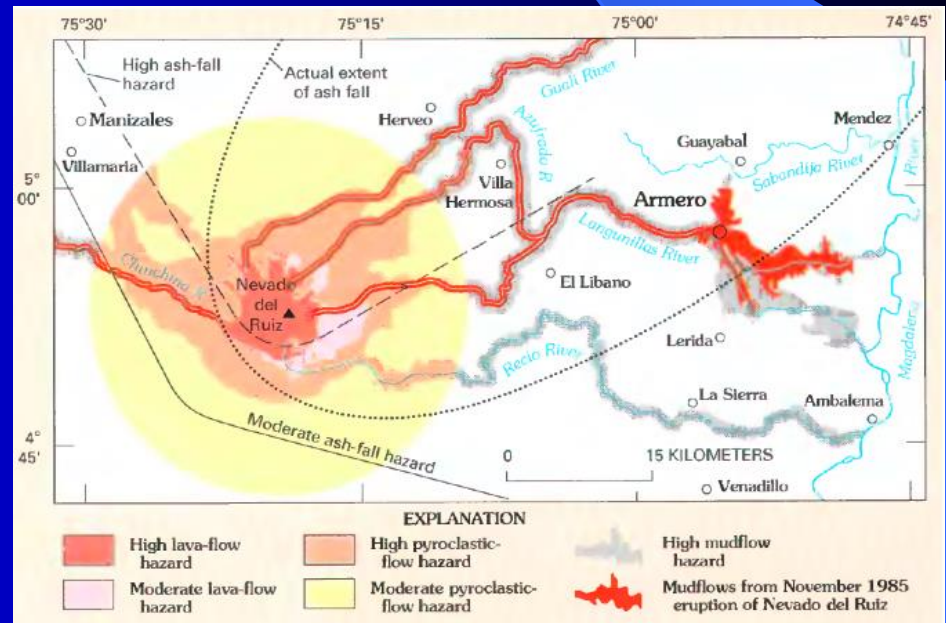 75°30'
75°15'
75°00'
74°45'
High ash-fall
hazard
Actual extent
of ash fall
Guali River
Azufrado R.
Manizales
Herveo
Mendez
Guayabal
Villamaria
River
Sabandija River
5°
00'
Villa
Hermosa
Armero
Langunillas River
Chinchina R.
Nevado
del
Ruiz
El Libano
Magdalena
Lerida
Recio River
La Sierra
Ambalema
Moderate ash-fall hazard
4°
45'
0
15 KILOMETERS
Venadillo
EXPLANATION
High lava-flow
hazard
High pyroclastic-
flow hazard
High mudflow
hazard
Moderate lava-flow
hazard
Moderate pyroclastic-
flow hazard
Mudflows from November 1985
eruption of Nevado del Ruiz